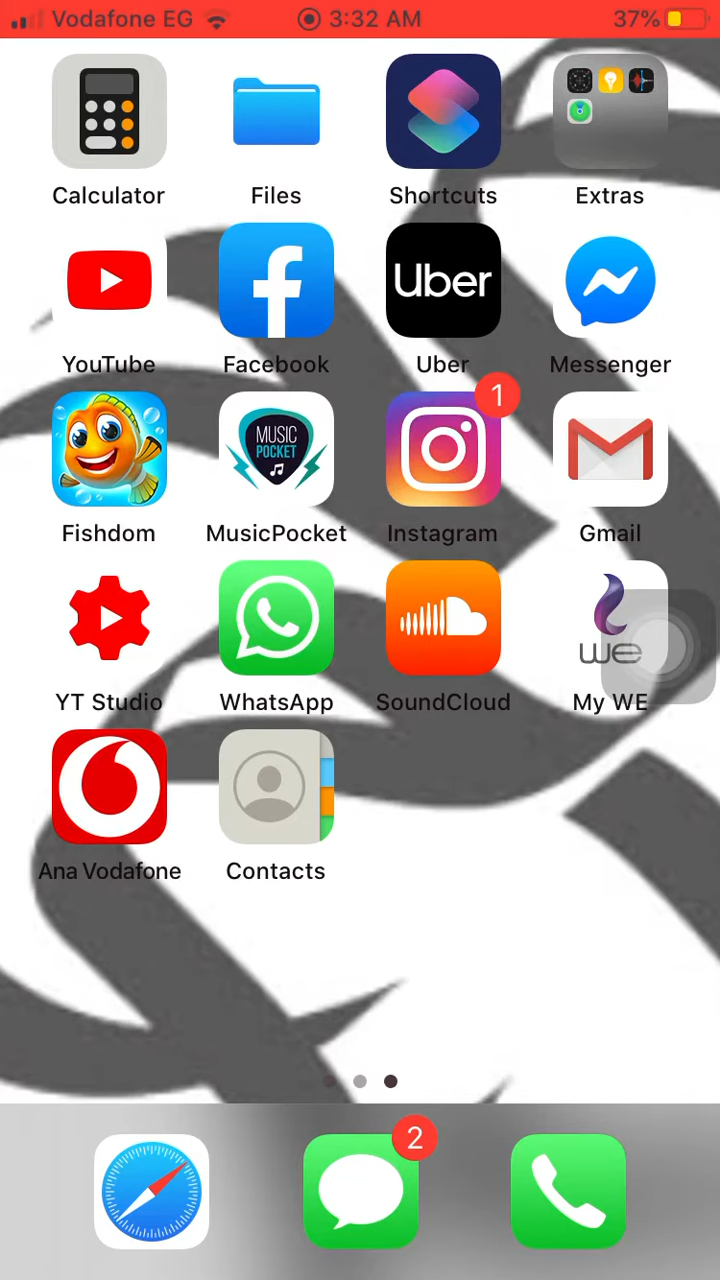 Vodafone EG 3:32 AM 37%
Calculator Files Shortcuts Extras
Uber
YouTube Facebook Uber Messenger
1
MUSIC
POCKET
Fishdom MusicPocket Instagram Gmail
WE
YT Studio WhatsApp SoundCloud My WE
Ana Vodafone Contacts
2